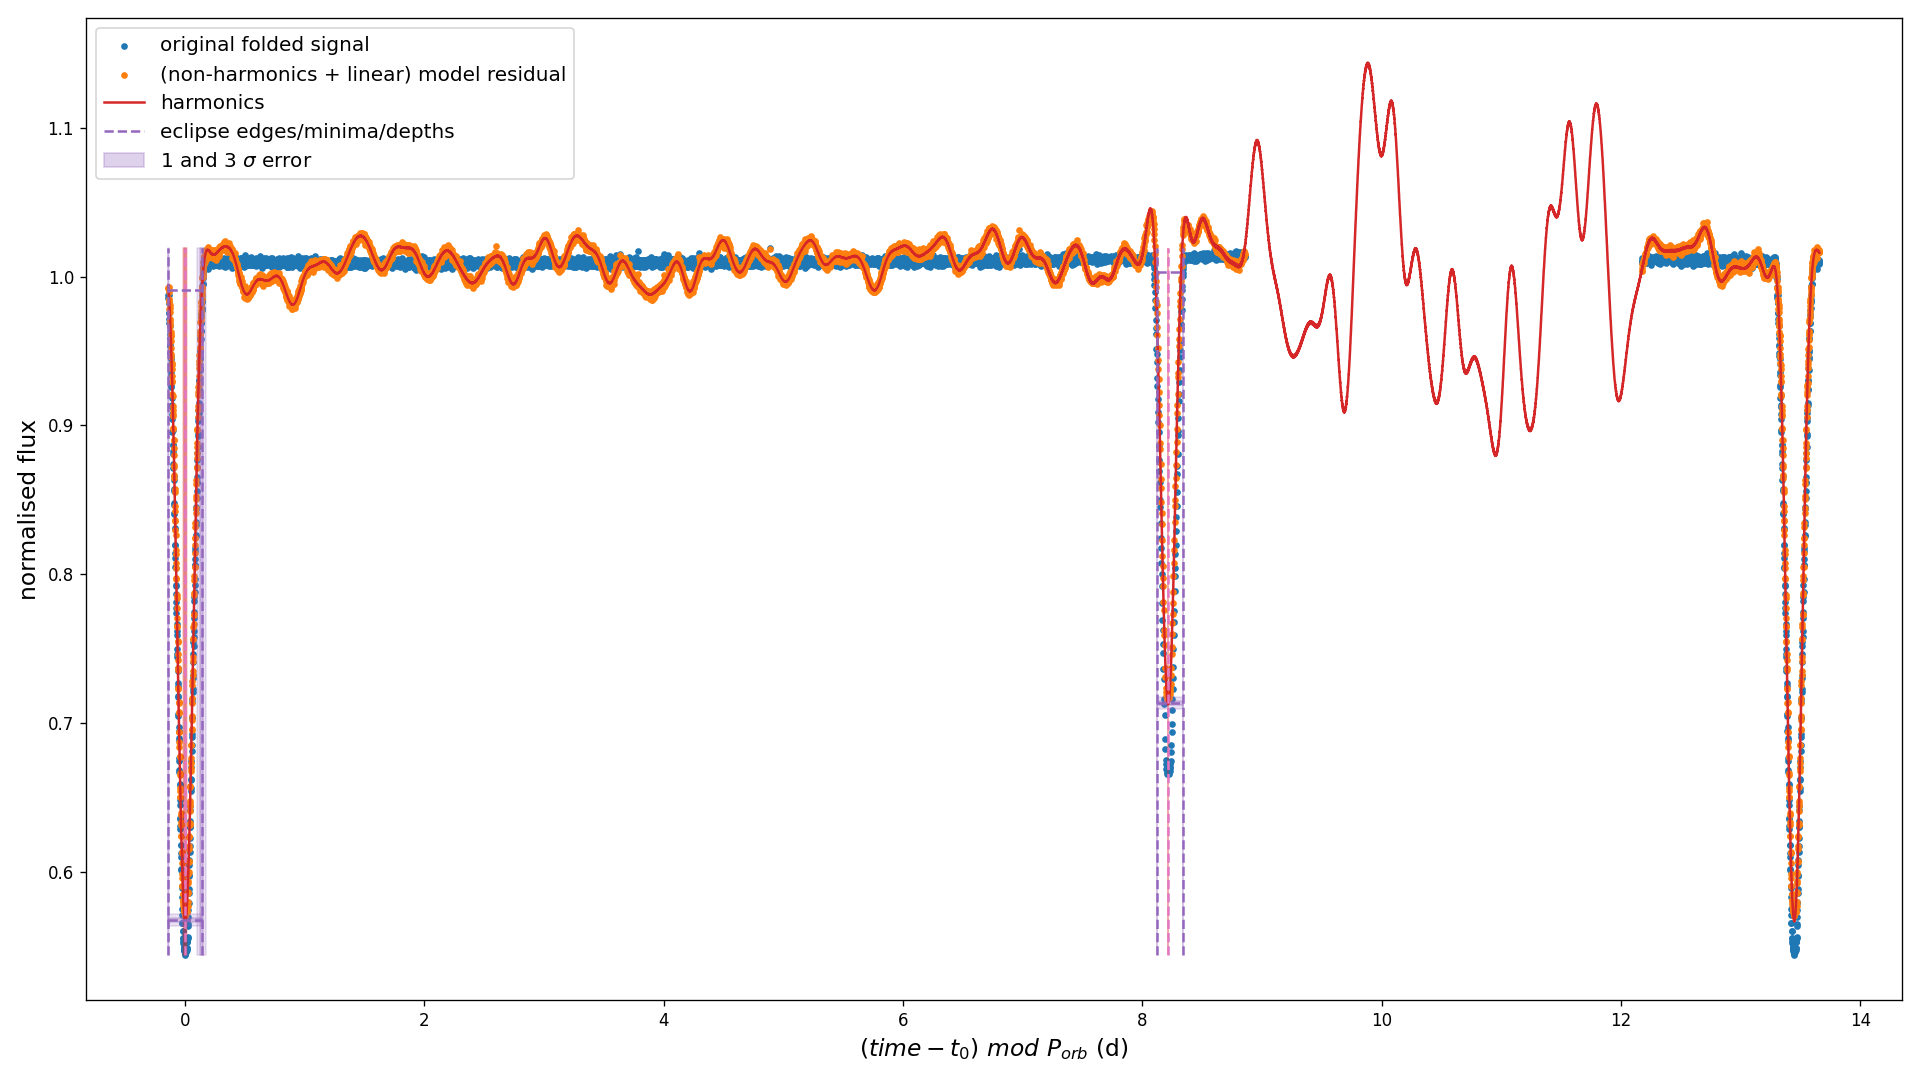 original folded signal
(non-harmonics + linear) model residual
harmonics
eclipse edges/minima/depths
1 and 3 σ error
normalised flux
1.1
1.0
0.9
0.8
0.7
0.6
0 2 4 6 8 10 12 14
(time − t₀) mod P_orb (d)